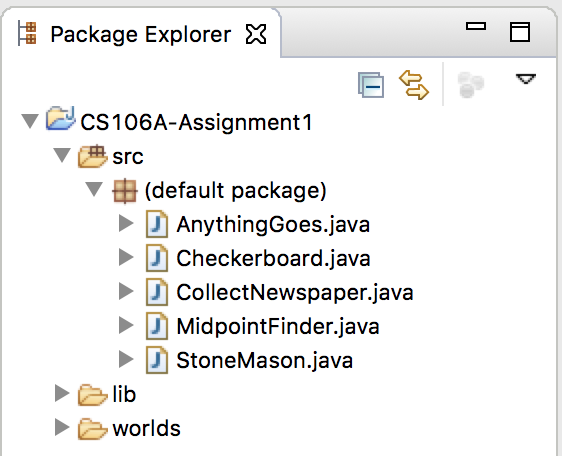 Package Explorer
CS106A-Assignment1
src
(default package)
AnythingGoes.java
Checkerboard.java
CollectNewspaper.java
MidpointFinder.java
StoneMason.java
lib
worlds